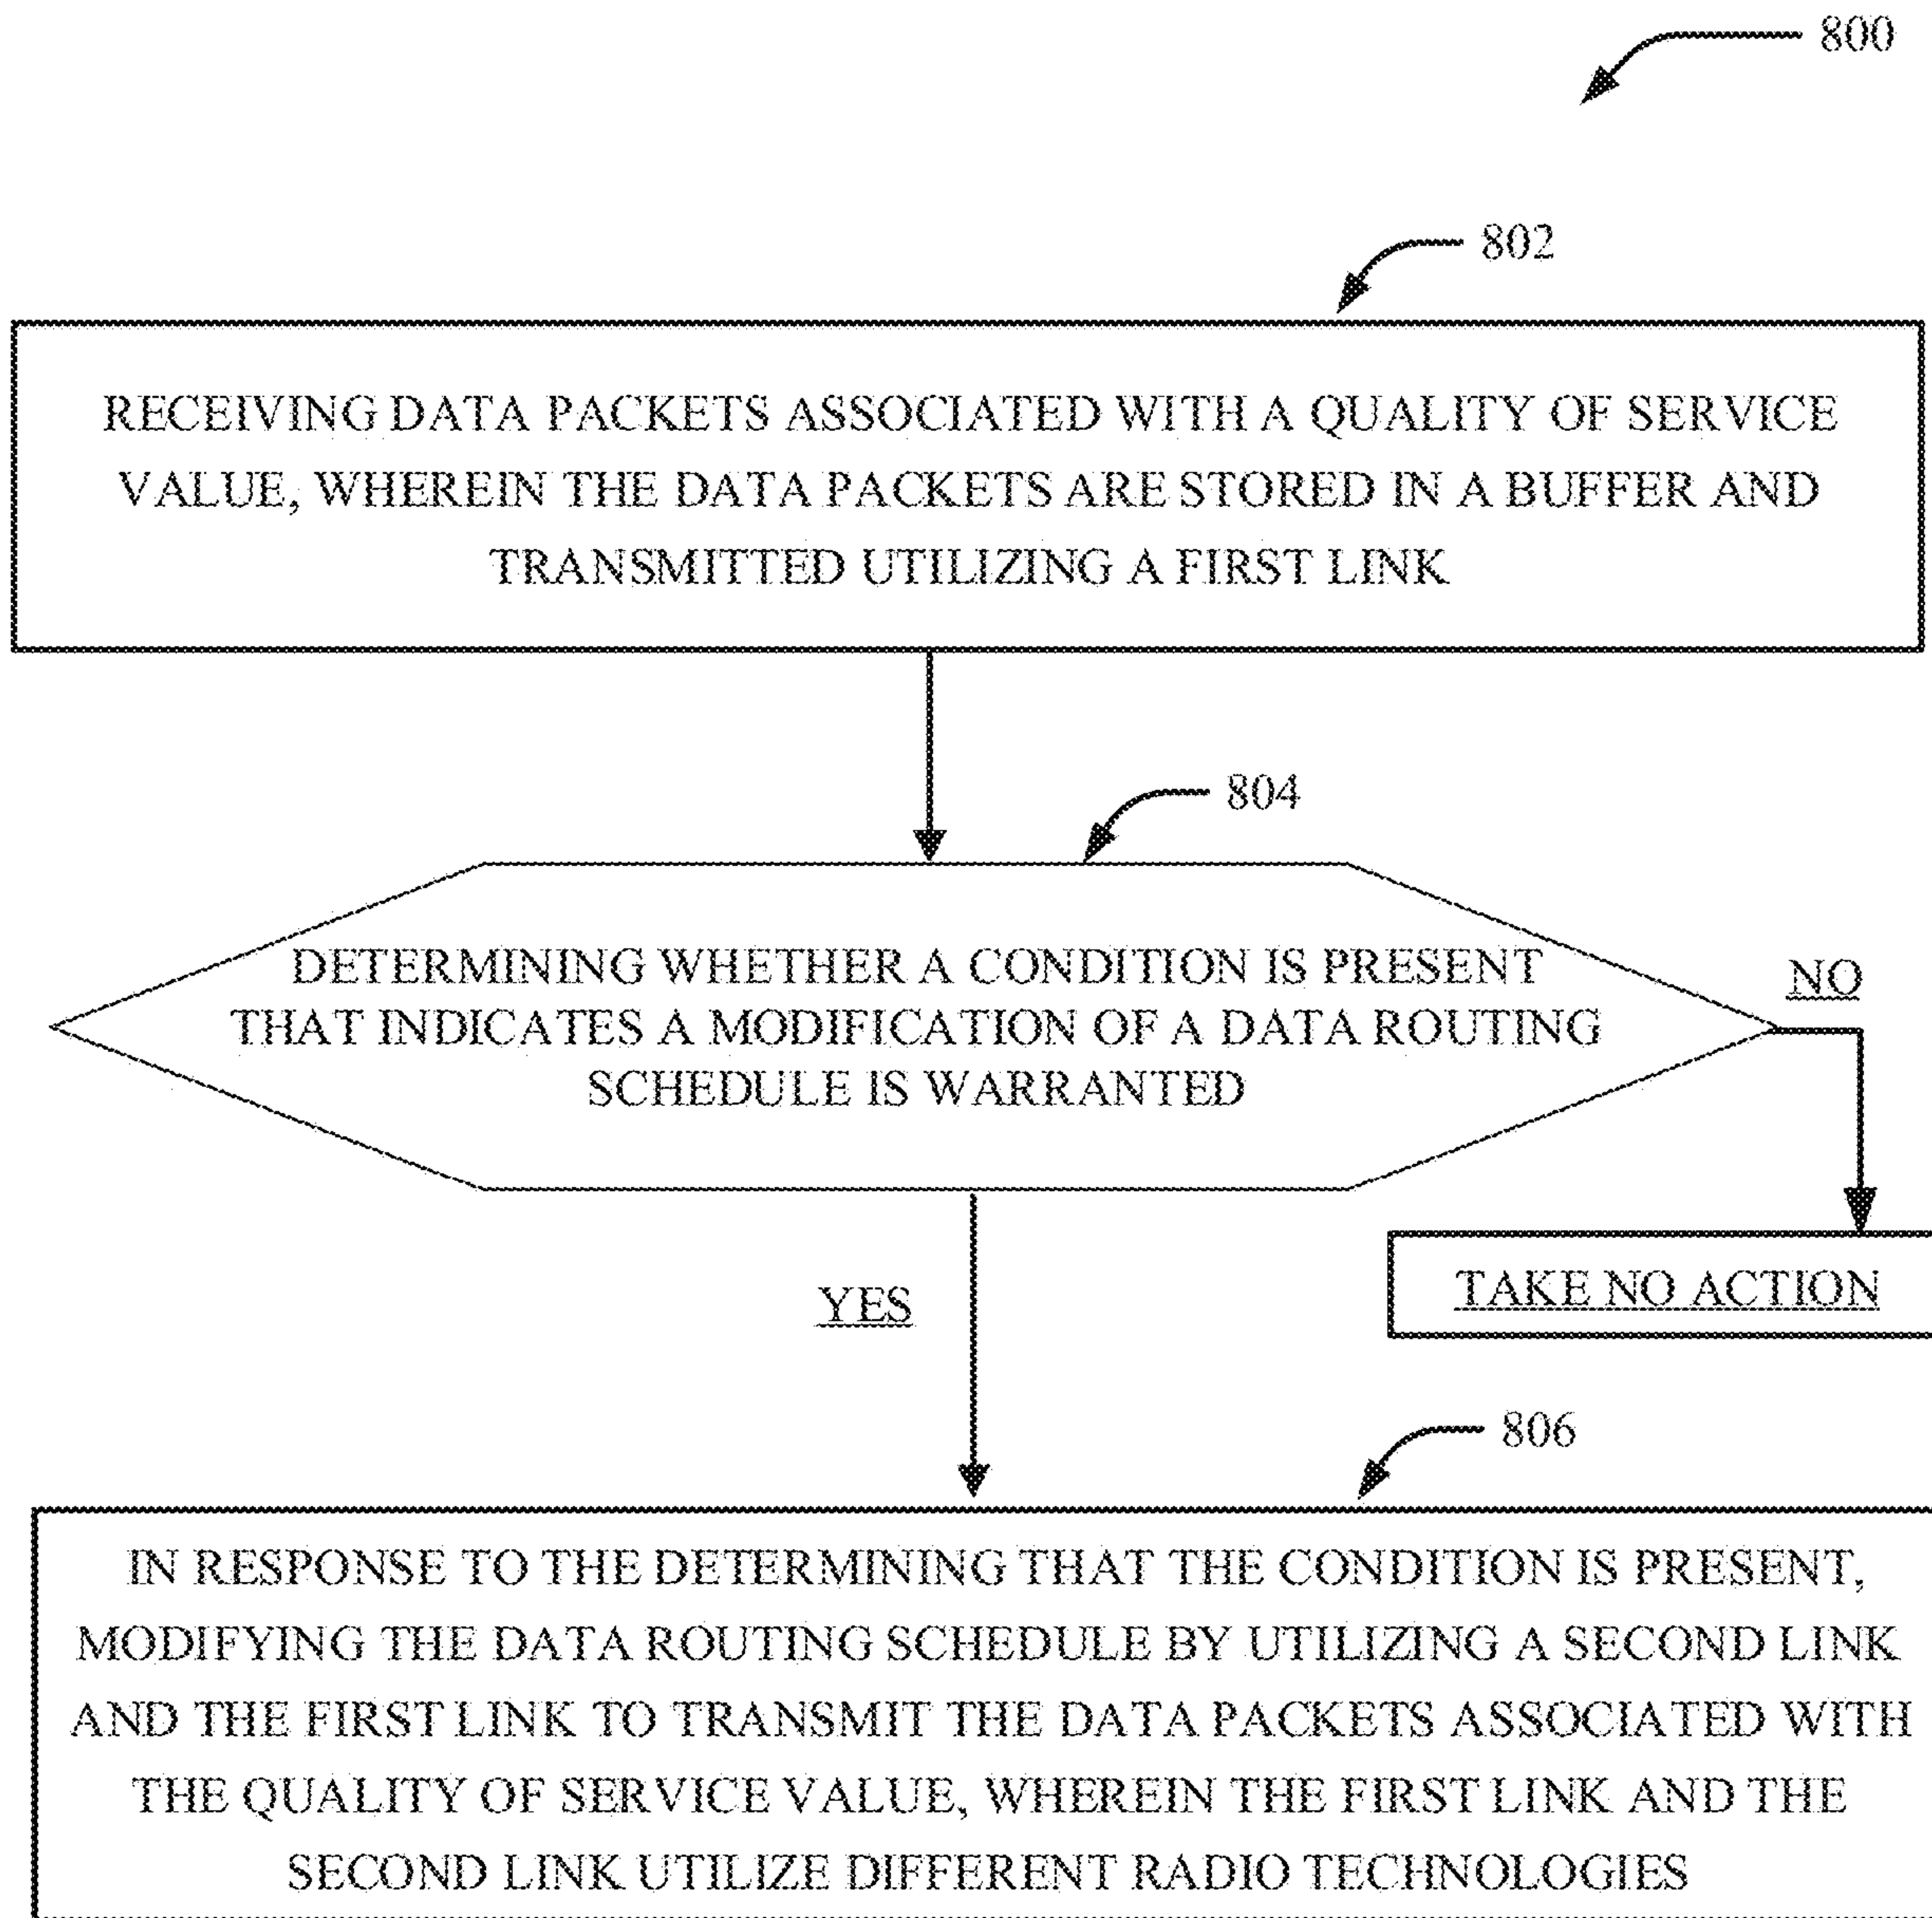 800
802
RECEIVING DATA PACKETS ASSOCIATED WITH A QUALITY OF SERVICE
VALUE, WHEREIN THE DATA PACKETS ARE STORED IN A BUFFER AND
TRANSMITTED UTILIZING A FIRST LINK
804
DETERMINING WHETHER A CONDITION IS PRESENT
THAT INDICATES A MODIFICATION OF A DATA ROUTING
SCHEDULE IS WARRANTED
NO
TAKE NO ACTION
YES
806
IN RESPONSE TO THE DETERMINING THAT THE CONDITION IS PRESENT,
MODIFYING THE DATA ROUTING SCHEDULE BY UTILIZING A SECOND LINK
AND THE FIRST LINK TO TRANSMIT THE DATA PACKETS ASSOCIATED WITH
THE QUALITY OF SERVICE VALUE, WHEREIN THE FIRST LINK AND THE
SECOND LINK UTILIZE DIFFERENT RADIO TECHNOLOGIES